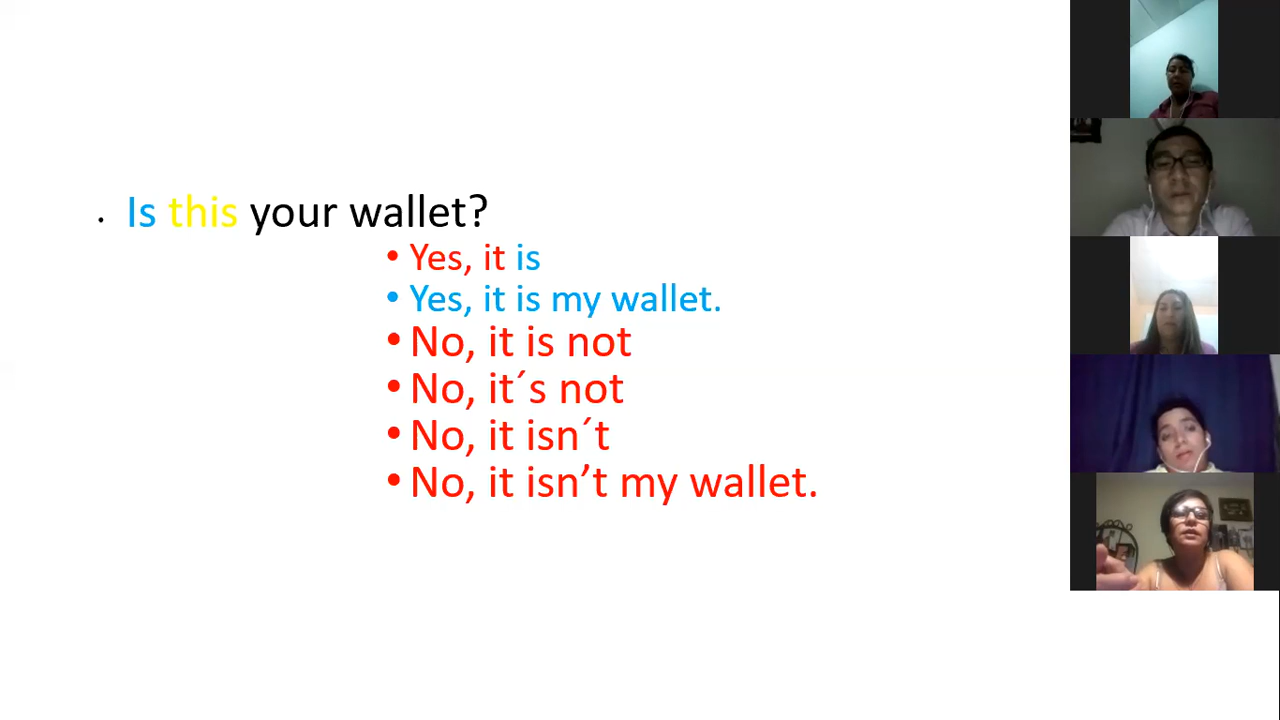 • Is this your wallet?
• Yes, it is
• Yes, it is my wallet.
• No, it is not
• No, it´s not
• No, it isn´t
• No, it isn’t my wallet.